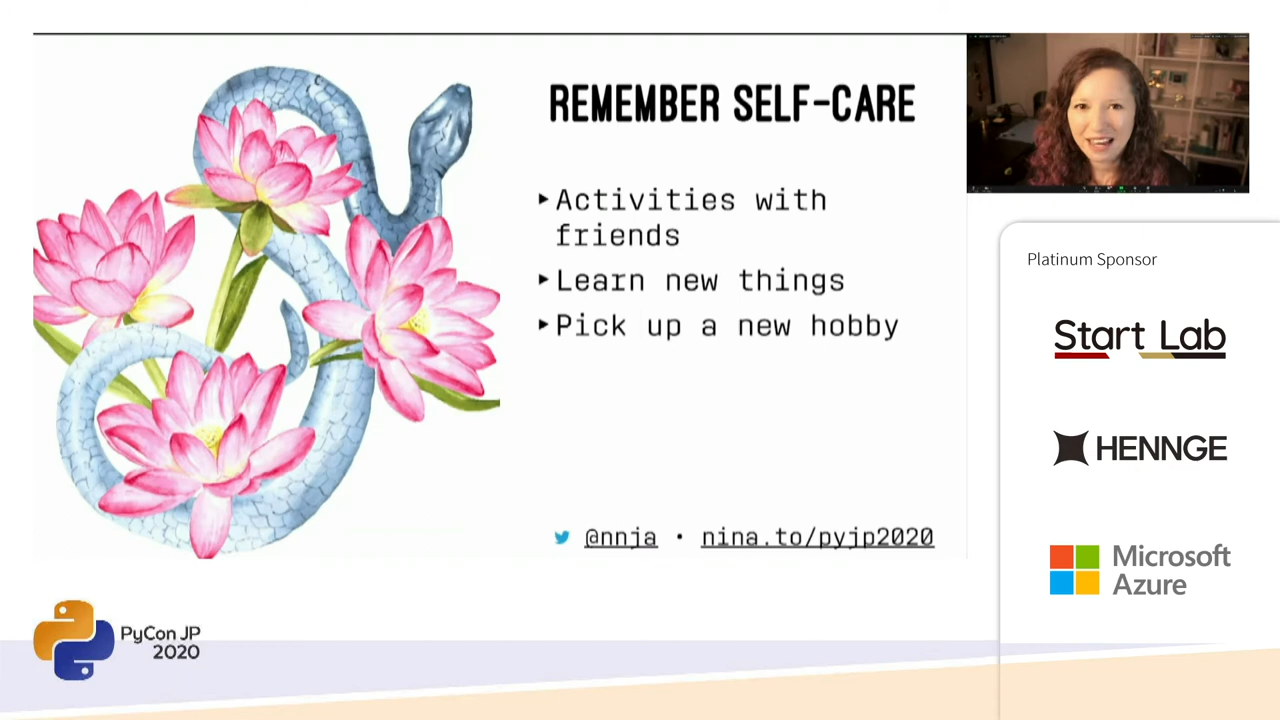 REMEMBER SELF-CARE
Activities with
friends
Learn new things
Pick up a new hobby
@nnja • nina.to/pyjp2020
Platinum Sponsor
Start Lab
HENNGE
Microsoft
Azure
PyCon JP
2020